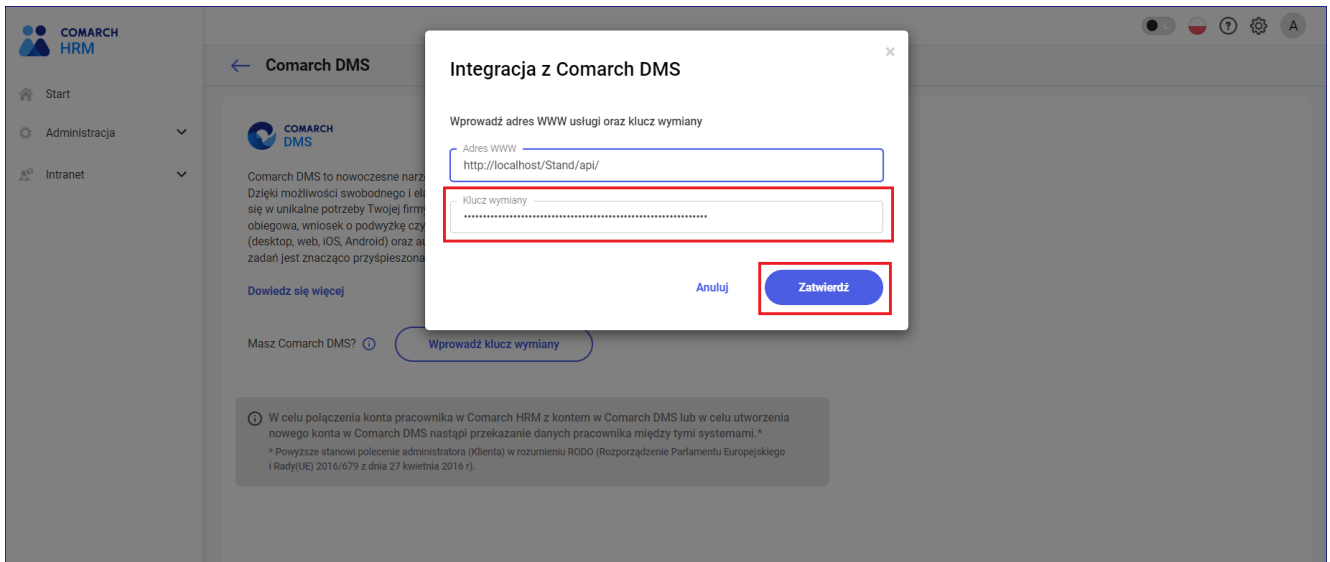 COMARCH
HRM
A
Start
Administracja
Intranet
Comarch DMS
COMARCH
DMS
Comarch DMS to nowoczesne
Dzięki możliwości swobodnego i
się w unikalne potrzeby Twojej
obiegowa, wniosek o podwyżkę
(desktop, web, iOS, Android) oraz
zadań jest znacząco przyśpieszona
Dowiedz się więcej
Masz Comarch DMS?
Wprowadź klucz wymiany
W celu połączenia konta pracownika w Comarch HRM z kontem w Comarch DMS lub w celu utworzenia
nowego konta w Comarch DMS nastąpi przekazanie danych pracownika między tymi systemami.*
* Powyższe stanowi polecenie administratora (Klienta) w rozumieniu RODO (Rozporządzenie Parlamentu Europejskiego
i Rady(UE) 2016/679 z dnia 27 kwietnia 2016 r).
Integracja z Comarch DMS
Wprowadź adres WWW usługi oraz klucz wymiany
Adres WWW
http://localhost/Stand/api/
Klucz wymiany
Anuluj
Zatwierdź